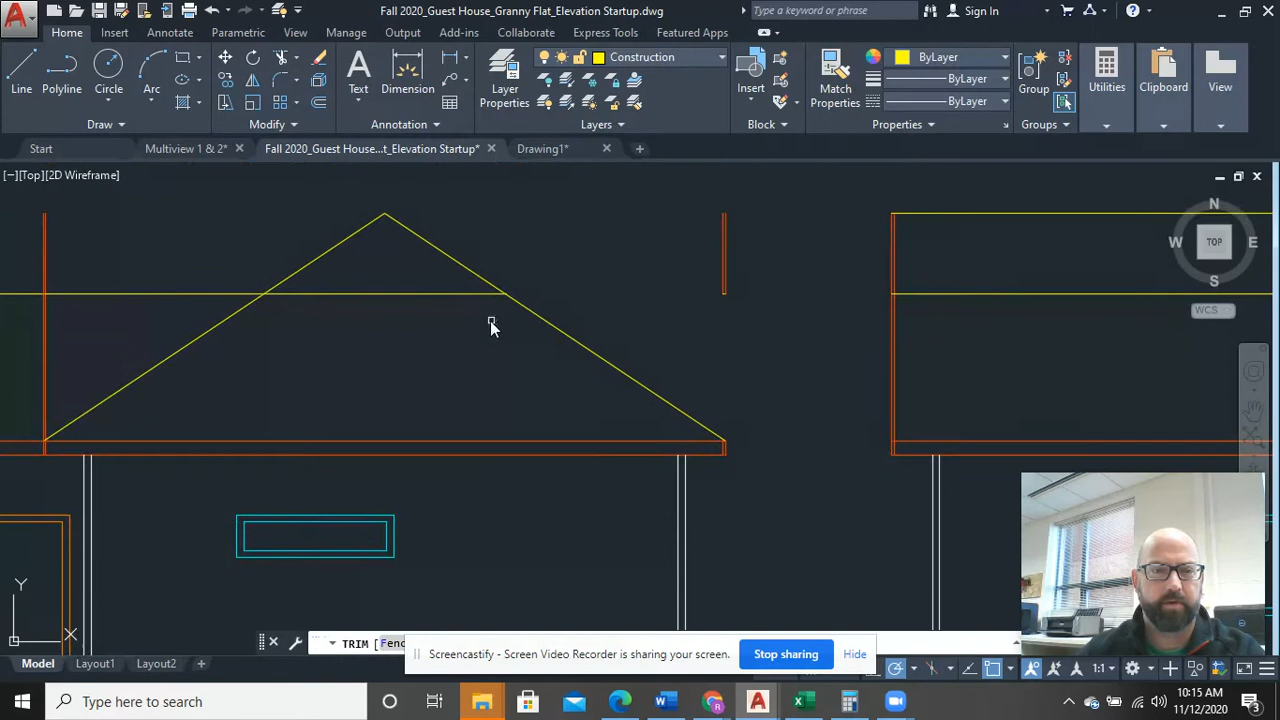 Fall 2020_Guest House_Granny Flat_Elevation Startup.dwg
Type a keyword or phrase
Sign In
Home Insert Annotate Parametric View Manage Output Add-ins Collaborate Express Tools Featured Apps
Line Polyline Circle Arc
Text Dimension
Layer Properties
Construction
Insert
Match Properties
ByLayer
ByLayer
ByLayer
Group
Utilities
Clipboard
View
Draw Modify Annotation Layers Block Properties Groups
Start Multiview 1 & 2* Fall 2020_Guest House...t_Elevation Startup* Drawing1*
[−][Top][2D Wireframe]
N
W TOP E
S
WCS
Y
X
TRIM [Fenc
Screencastify - Screen Video Recorder is sharing your screen. Stop sharing Hide
Model Layout1 Layout2
1:1
Type here to search
10:15 AM
11/12/2020
3